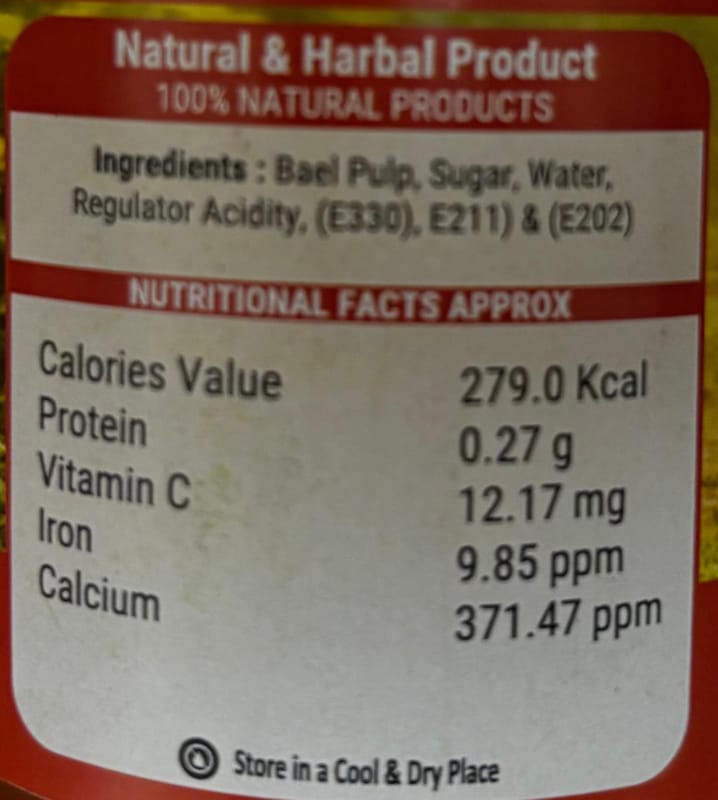 Natural & Harbal Product
100% NATURAL PRODUCTS
Ingredients : Bael Pulp, Sugar, Water,
Regulator Acidity, (E330), E211) & (E202)
NUTRITIONAL FACTS APPROX
Calories Value 279.0 Kcal
Protein 0.27 g
Vitamin C 12.17 mg
Iron 9.85 ppm
Calcium 371.47 ppm
Store in a Cool & Dry Place